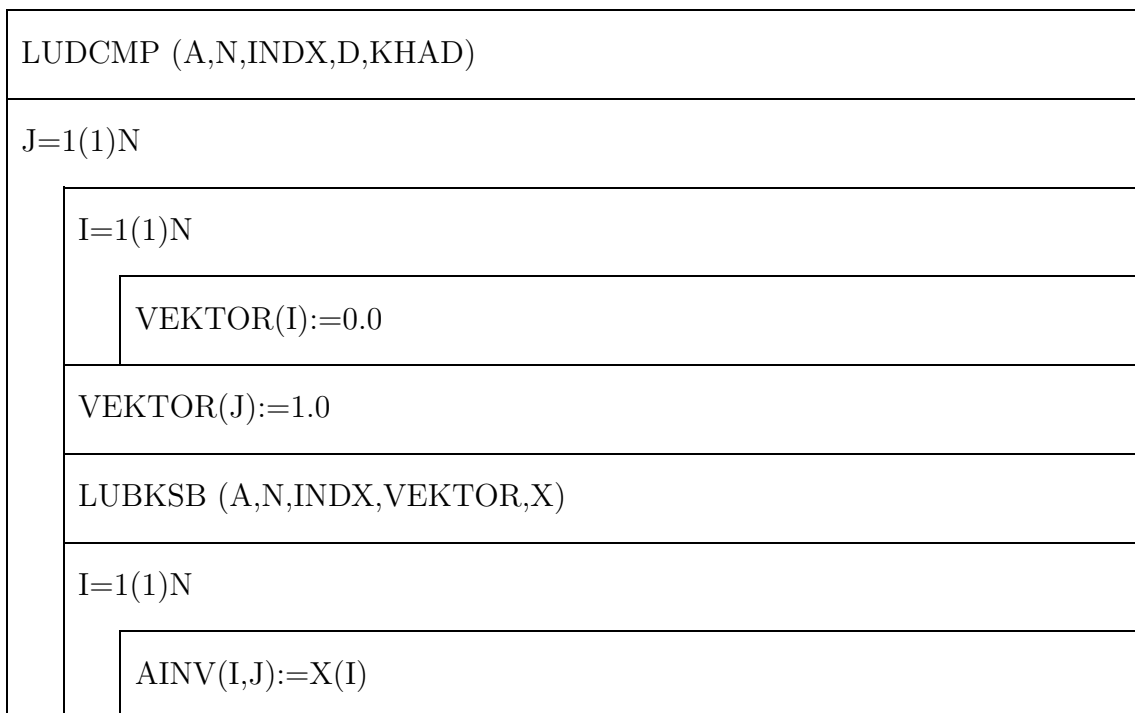 LUDCMP (A,N,INDX,D,KHAD)
J=1(1)N
I=1(1)N
VEKTOR(I):=0.0
VEKTOR(J):=1.0
LUBKSB (A,N,INDX,VEKTOR,X)
I=1(1)N
AINV(I,J):=X(I)